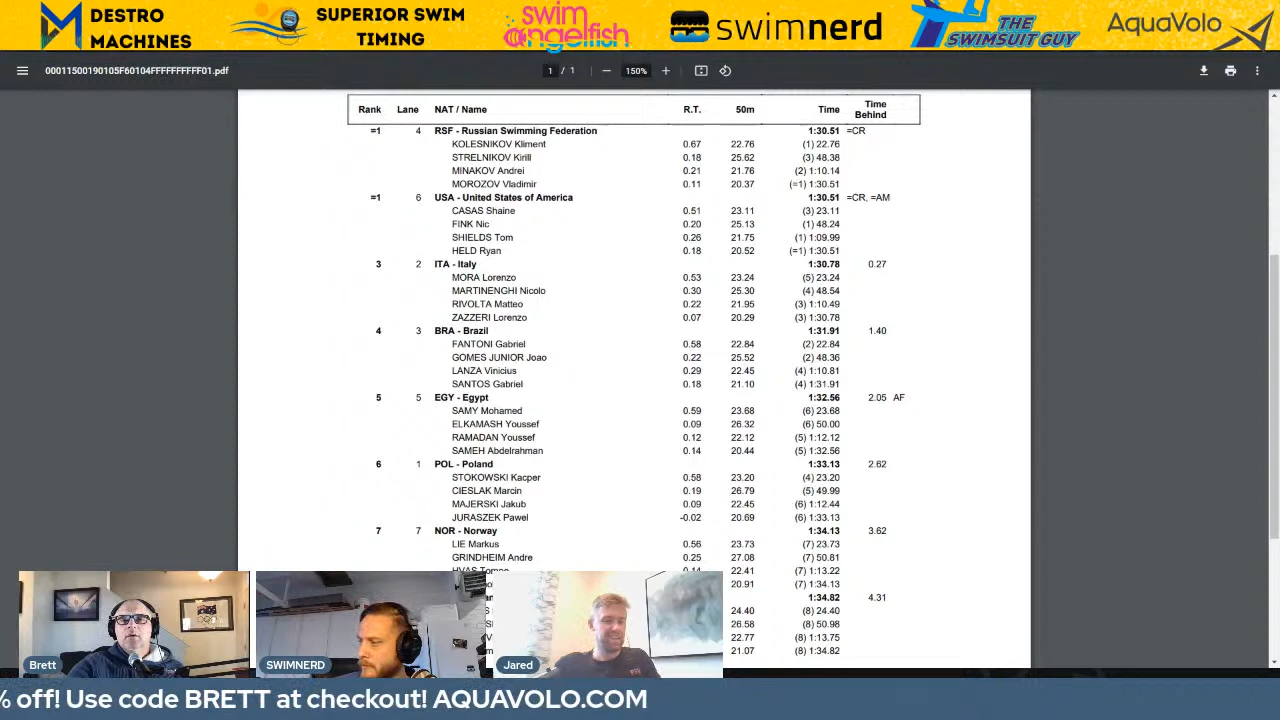 DESTRO
MACHINES
SUPERIOR SWIM
TIMING
swim
angelfish
swimnerd
THE
SWIMSUIT GUY
AquaVolo
00011500190105F60104FFFFFFFFFF01.pdf
1 / 1 150%
Rank Lane NAT / Name R.T. 50m Time Time Behind
=1 4 RSF - Russian Swimming Federation 1:30.51 =CR
KOLESNIKOV Kliment 0.67 22.76 (1) 22.76
STRELNIKOV Kirill 0.18 25.62 (3) 48.38
MINAKOV Andrei 0.21 21.76 (2) 1:10.14
MOROZOV Vladimir 0.11 20.37 (=1) 1:30.51
=1 6 USA - United States of America 1:30.51 =CR, =AM
CASAS Shaine 0.51 23.11 (3) 23.11
FINK Nic 0.20 25.13 (1) 48.24
SHIELDS Tom 0.26 21.75 (1) 1:09.99
HELD Ryan 0.18 20.52 (=1) 1:30.51
3 2 ITA - Italy 1:30.78 0.27
MORA Lorenzo 0.53 23.24 (5) 23.24
MARTINENGHI Nicolo 0.30 25.30 (4) 48.54
RIVOLTA Matteo 0.22 21.95 (3) 1:10.49
ZAZZERI Lorenzo 0.07 20.29 (3) 1:30.78
4 3 BRA - Brazil 1:31.91 1.40
FANTONI Gabriel 0.58 22.84 (2) 22.84
GOMES JUNIOR Joao 0.22 25.52 (2) 48.36
LANZA Vinicius 0.29 22.45 (4) 1:10.81
SANTOS Gabriel 0.18 21.10 (4) 1:31.91
5 5 EGY - Egypt 1:32.56 2.05 AF
SAMY Mohamed 0.59 23.68 (6) 23.68
ELKAMASH Youssef 0.09 26.32 (6) 50.00
RAMADAN Youssef 0.12 22.12 (5) 1:12.12
SAMEH Abdelrahman 0.14 20.44 (5) 1:32.56
6 1 POL - Poland 1:33.13 2.62
STOKOWSKI Kacper 0.58 23.20 (4) 23.20
CIESLAK Marcin 0.19 26.79 (5) 49.99
MAJERSKI Jakub 0.09 22.45 (6) 1:12.44
JURASZEK Pawel -0.02 20.69 (6) 1:33.13
7 7 NOR - Norway 1:34.13 3.62
LIE Markus 0.56 23.73 (7) 23.73
GRINDHEIM Andre 0.25 27.08 (7) 50.81
22.41 (7) 1:13.22
20.91 (7) 1:34.13
1:34.82 4.31
24.40 (8) 24.40
26.58 (8) 50.98
22.77 (8) 1:13.75
21.07 (8) 1:34.82
Brett
SWIMNERD
Jared
% off! Use code BRETT at checkout! AQUAVOLO.COM